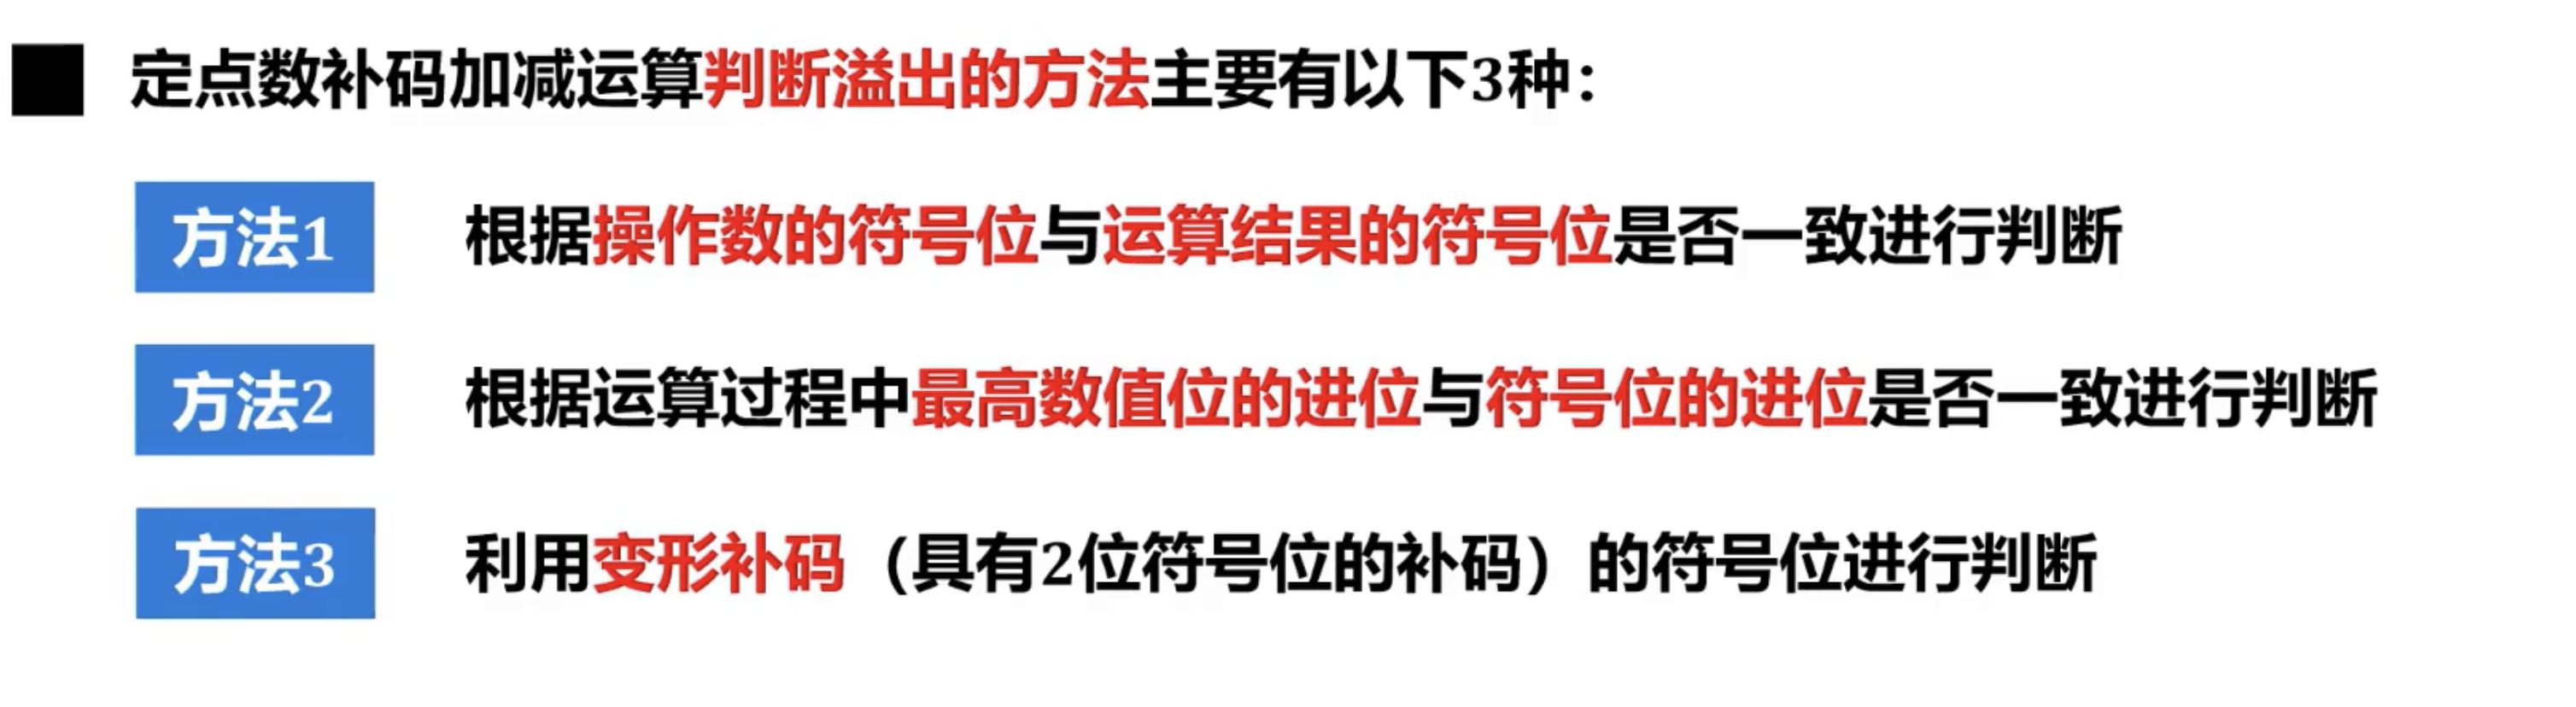 定点数补码加减运算判断溢出的方法主要有以下3种：
方法1 根据操作数的符号位与运算结果的符号位是否一致进行判断
方法2 根据运算过程中最高数值位的进位与符号位的进位是否一致进行判断
方法3 利用变形补码（具有2位符号位的补码）的符号位进行判断